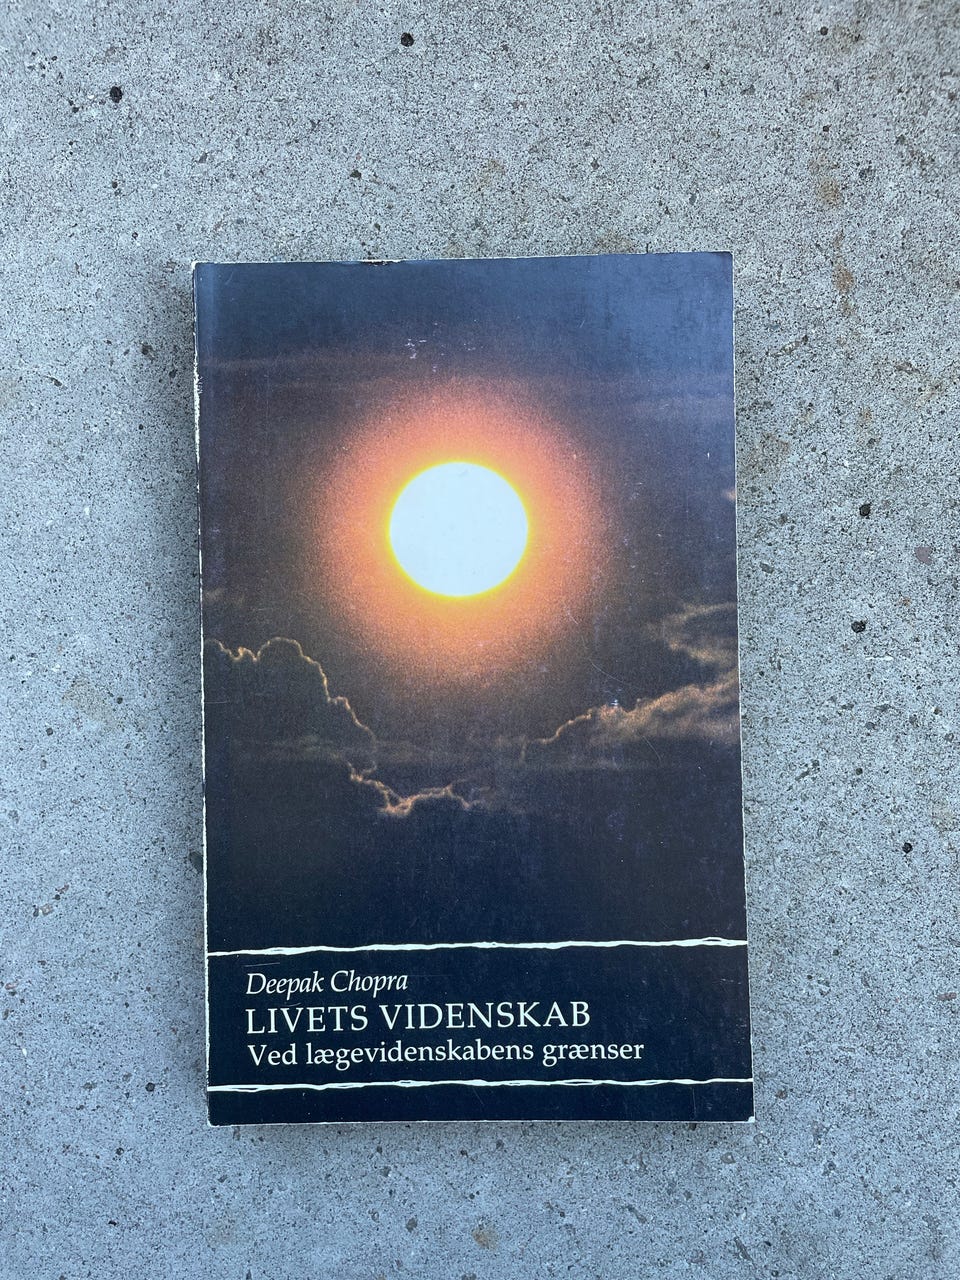 Deepak Chopra
LIVETS VIDENSKAB
Ved lægevidenskabens grænser